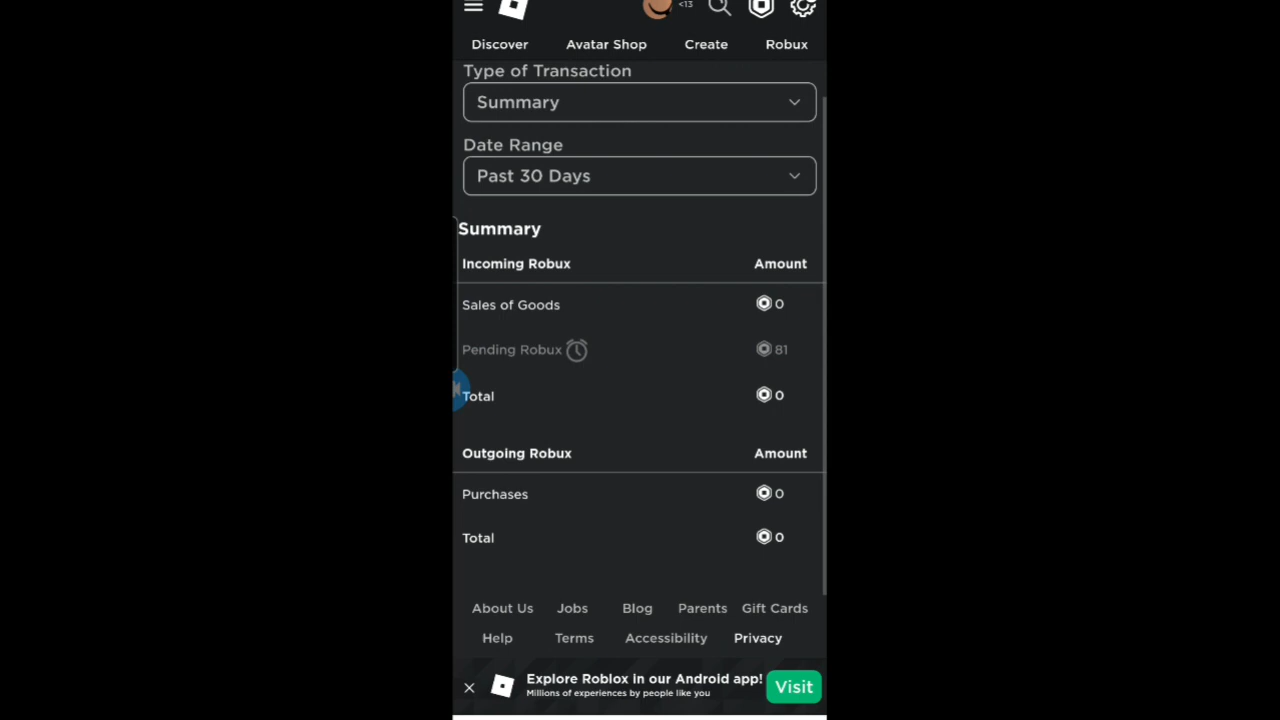 <13
Discover Avatar Shop Create Robux
Type of Transaction
Summary
Date Range
Past 30 Days
Summary
Incoming Robux Amount
Sales of Goods 0
Pending Robux 81
Total 0
Outgoing Robux Amount
Purchases 0
Total 0
About Us Jobs Blog Parents Gift Cards
Help Terms Accessibility Privacy
Explore Roblox in our Android app!
Millions of experiences by people like you
Visit